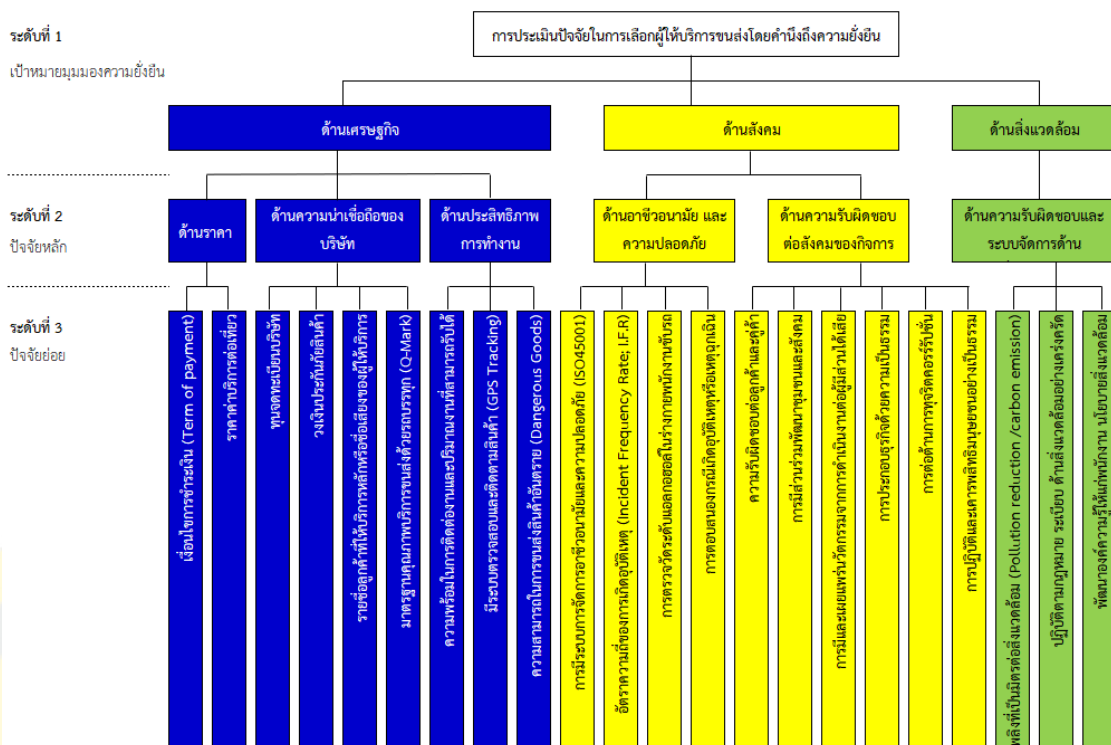 ระดับที่ 1
เป้าหมายมุมมองความยั่งยืน
การประเมินปัจจัยในการเลือกผู้ให้บริการขนส่งโดยคำนึงถึงความยั่งยืน
ด้านเศรษฐกิจ
ด้านสังคม
ด้านสิ่งแวดล้อม
ระดับที่ 2
ปัจจัยหลัก
ด้านราคา
ด้านความน่าเชื่อถือของ
บริษัท
ด้านประสิทธิภาพ
การทำงาน
ด้านอาชีวอนามัย และ
ความปลอดภัย
ด้านความรับผิดชอบ
ต่อสังคมของกิจการ
ด้านความรับผิดชอบและ
ระบบจัดการด้าน
ระดับที่ 3
ปัจจัยย่อย
เงื่อนไขการชำระเงิน (Term of payment)
ราคาค่าบริการต่อเที่ยว
ทุนจดทะเบียนบริษัท
วงเงินประกันภัยสินค้า
รายชื่อลูกค้าที่ให้บริการหลักหรือชื่อเสียงของผู้ให้บริการ
มาตรฐานคุณภาพบริการขนส่งด้วยรถบรรทุก (Q-Mark)
ความพร้อมในการติดต่องานและปริมาณงานที่สามารถรับได้
มีระบบตรวจสอบและติดตามสินค้า (GPS Tracking)
ความสามารถในการขนส่งสินค้าอันตราย (Dangerous Goods)
การมีระบบการจัดการอาชีวอนามัยและความปลอดภัย (ISO45001)
อัตราความถี่ของการเกิดอุบัติเหตุ (Incident Frequency Rate; I.F.R)
การตรวจวัดระดับแอลกอฮอล์ในร่างกายพนักงานขับรถ
การตอบสนองกรณีเกิดอุบัติเหตุหรือเหตุฉุกเฉิน
ความรับผิดชอบต่อลูกค้าและคู่ค้า
การมีส่วนร่วมพัฒนาชุมชนและสังคม
การมีและเผยแพร่นวัตกรรมจากการดำเนินงานต่อผู้มีส่วนได้เสีย
การประกอบธุรกิจด้วยความเป็นธรรม
การต่อต้านการทุจริตคอร์รัปชั่น
การปฏิบัติและเคารพสิทธิมนุษยชนอย่างเป็นธรรม
พลิงที่เป็นมิตรต่อสิ่งแวดล้อม (Pollution reduction /carbon emission)
ปฏิบัติตามกฎหมาย ระเบียบ ด้านสิ่งแวดล้อมอย่างเคร่งครัด
พัฒนาองค์ความรู้ให้แก่พนักงาน นโยบายสิ่งแวดล้อม